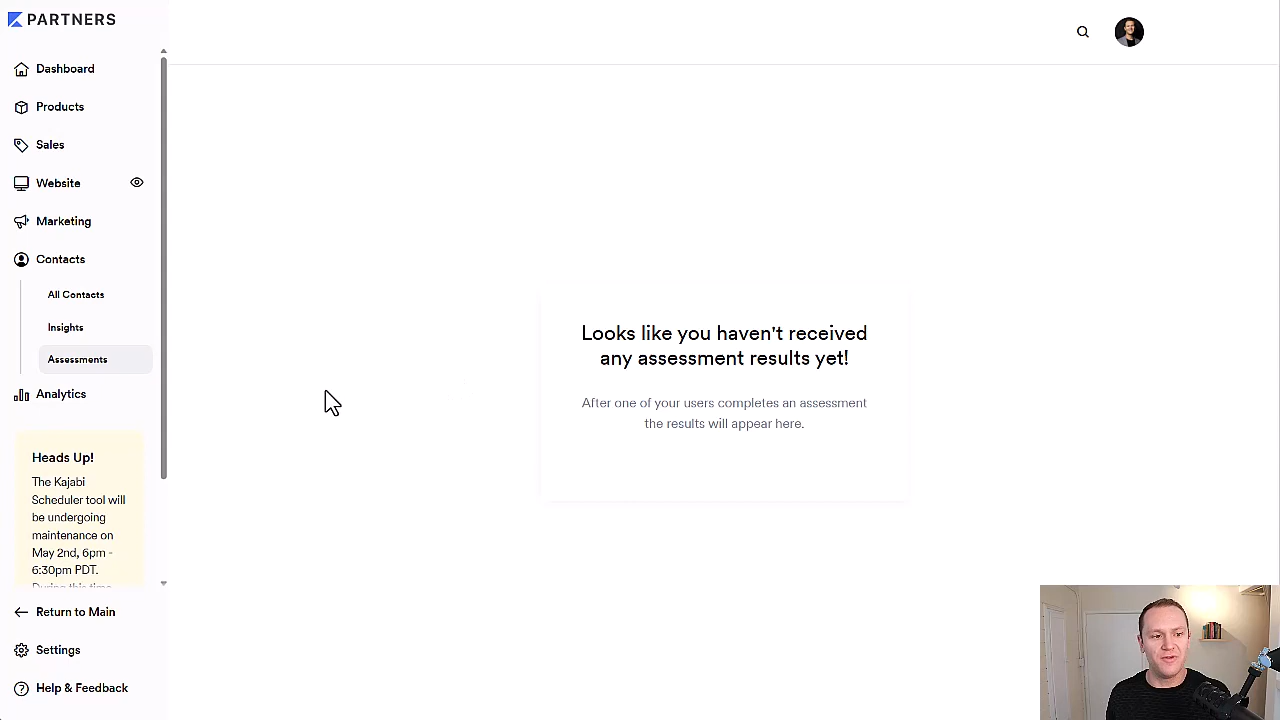 PARTNERS
Dashboard
Products
Sales
Website
Marketing
Contacts
All Contacts
Insights
Assessments
Analytics
Heads Up!
The Kajabi
Scheduler tool will
be undergoing
maintenance on
May 2nd, 6pm -
6:30pm PDT.
During this time
Return to Main
Settings
Help & Feedback
Looks like you haven't received
any assessment results yet!
After one of your users completes an assessment
the results will appear here.